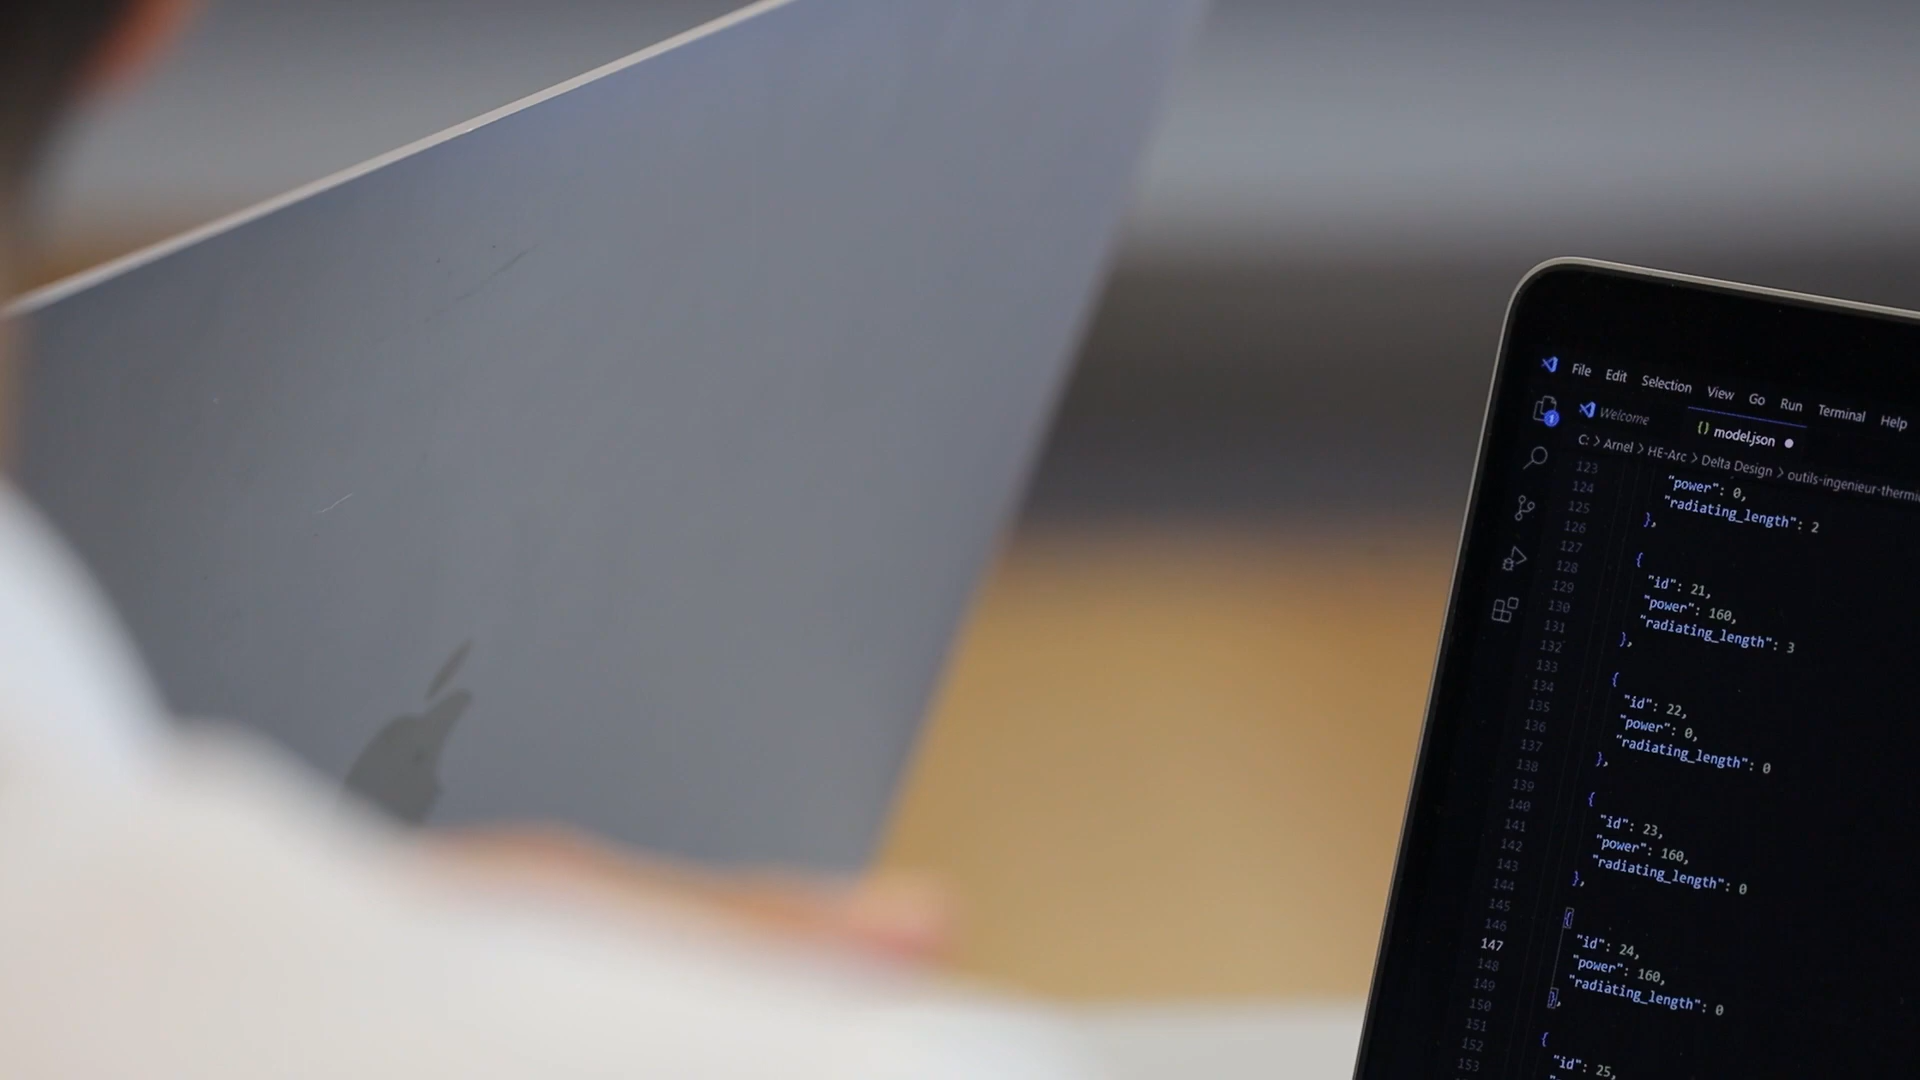 File Edit Selection View Go Run Terminal Help
Welcome
{} model.json
C: > Arnel > HE-Arc > Delta Design > outils-ingenieur-thermi
123
124 "power": 0,
125 "radiating_length": 2
126 },
127
128 {
129 "id": 21,
130 "power": 160,
131 "radiating_length": 3
132 },
133
134 {
135 "id": 22,
136 "power": 0,
137 "radiating_length": 0
138 },
139
140 {
141 "id": 23,
142 "power": 160,
143 "radiating_length": 0
144 },
145
146 {
147 "id": 24,
148 "power": 160,
149 "radiating_length": 0
150 },
151
152 {
153 "id": 25,
1